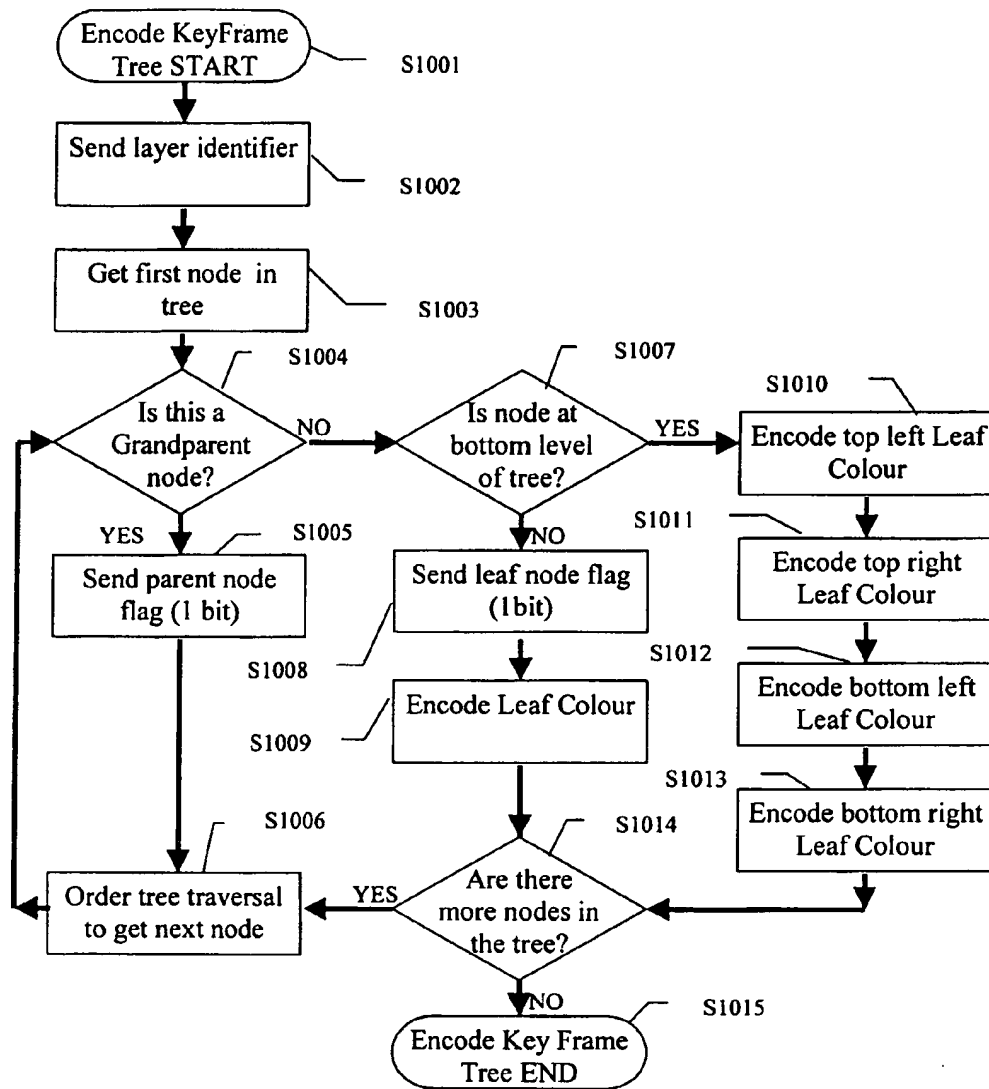 Encode KeyFrame
Tree START
S1001
Send layer identifier
S1002
Get first node in
tree
S1003
S1004
Is this a
Grandparent
node?
NO
YES
S1005
Send parent node
flag (1 bit)
S1006
Order tree traversal
to get next node
S1007
Is node at
bottom level
of tree?
YES
NO
Send leaf node flag
(1bit)
S1008
Encode Leaf Colour
S1009
S1010
Encode top left Leaf
Colour
S1011
Encode top right
Leaf Colour
S1012
Encode bottom left
Leaf Colour
S1013
Encode bottom right
Leaf Colour
S1014
Are there
more nodes in
the tree?
YES
NO
S1015
Encode Key Frame
Tree END